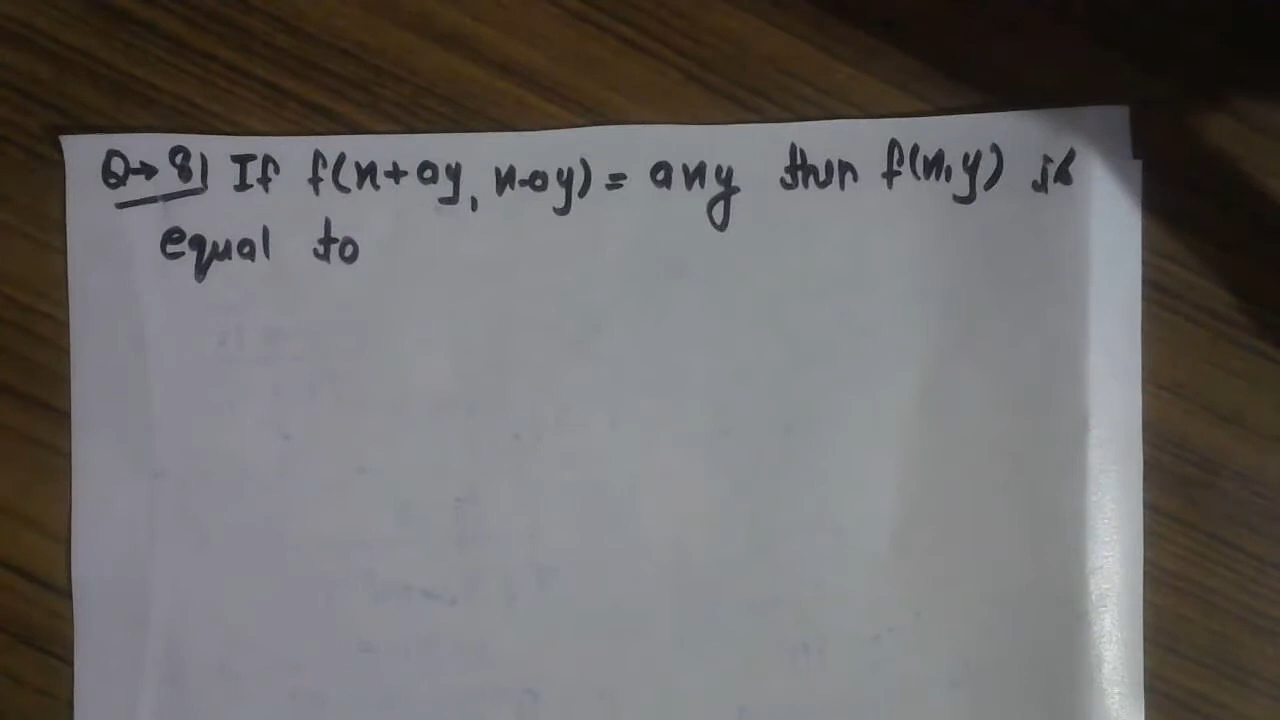 Q→8) If f(x+ay, x-ay) = axy then f(x,y) is
equal to